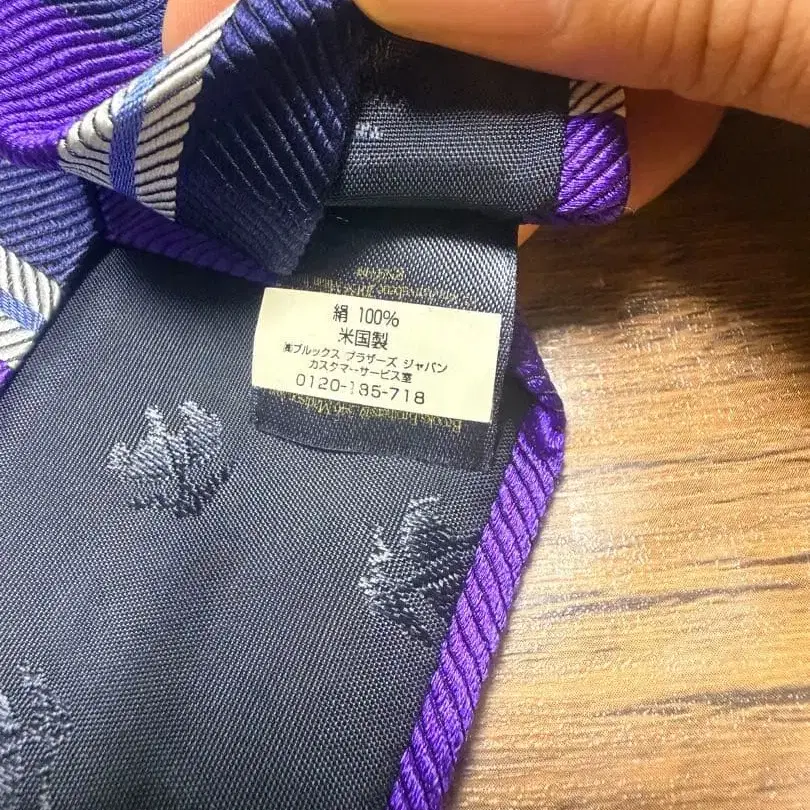 絹 100%
米国製
㈱ブルックス ブラザーズ ジャパン
カスタマーサービス室
0120-185-718